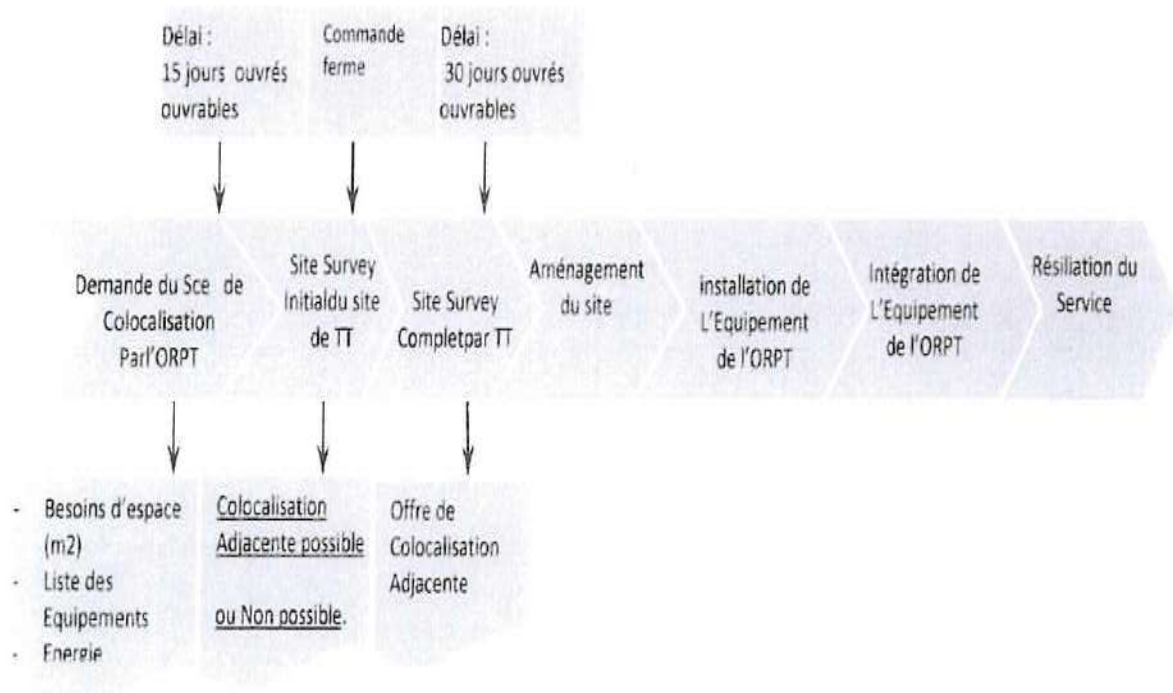 Délai :
15 jours ouvrés
ouvrables
Commande
ferme
Délai :
30 jours ouvrés
ouvrables
Demande du Sce de
Colocalisation
Parl'ORPT
Site Survey
Initialdu site
de TT
Site Survey
Completpar TT
Aménagement
du site
installation de
L'Equipement
de l'ORPT
Intégration de
L'Equipement
de l'ORPT
Résiliation du
Service
- Besoins d'espace
(m2)
- Liste des
Equipements
- Energie
Colocalisation
Adjacente possible
ou Non possible.
Offre de
Colocalisation
Adjacente